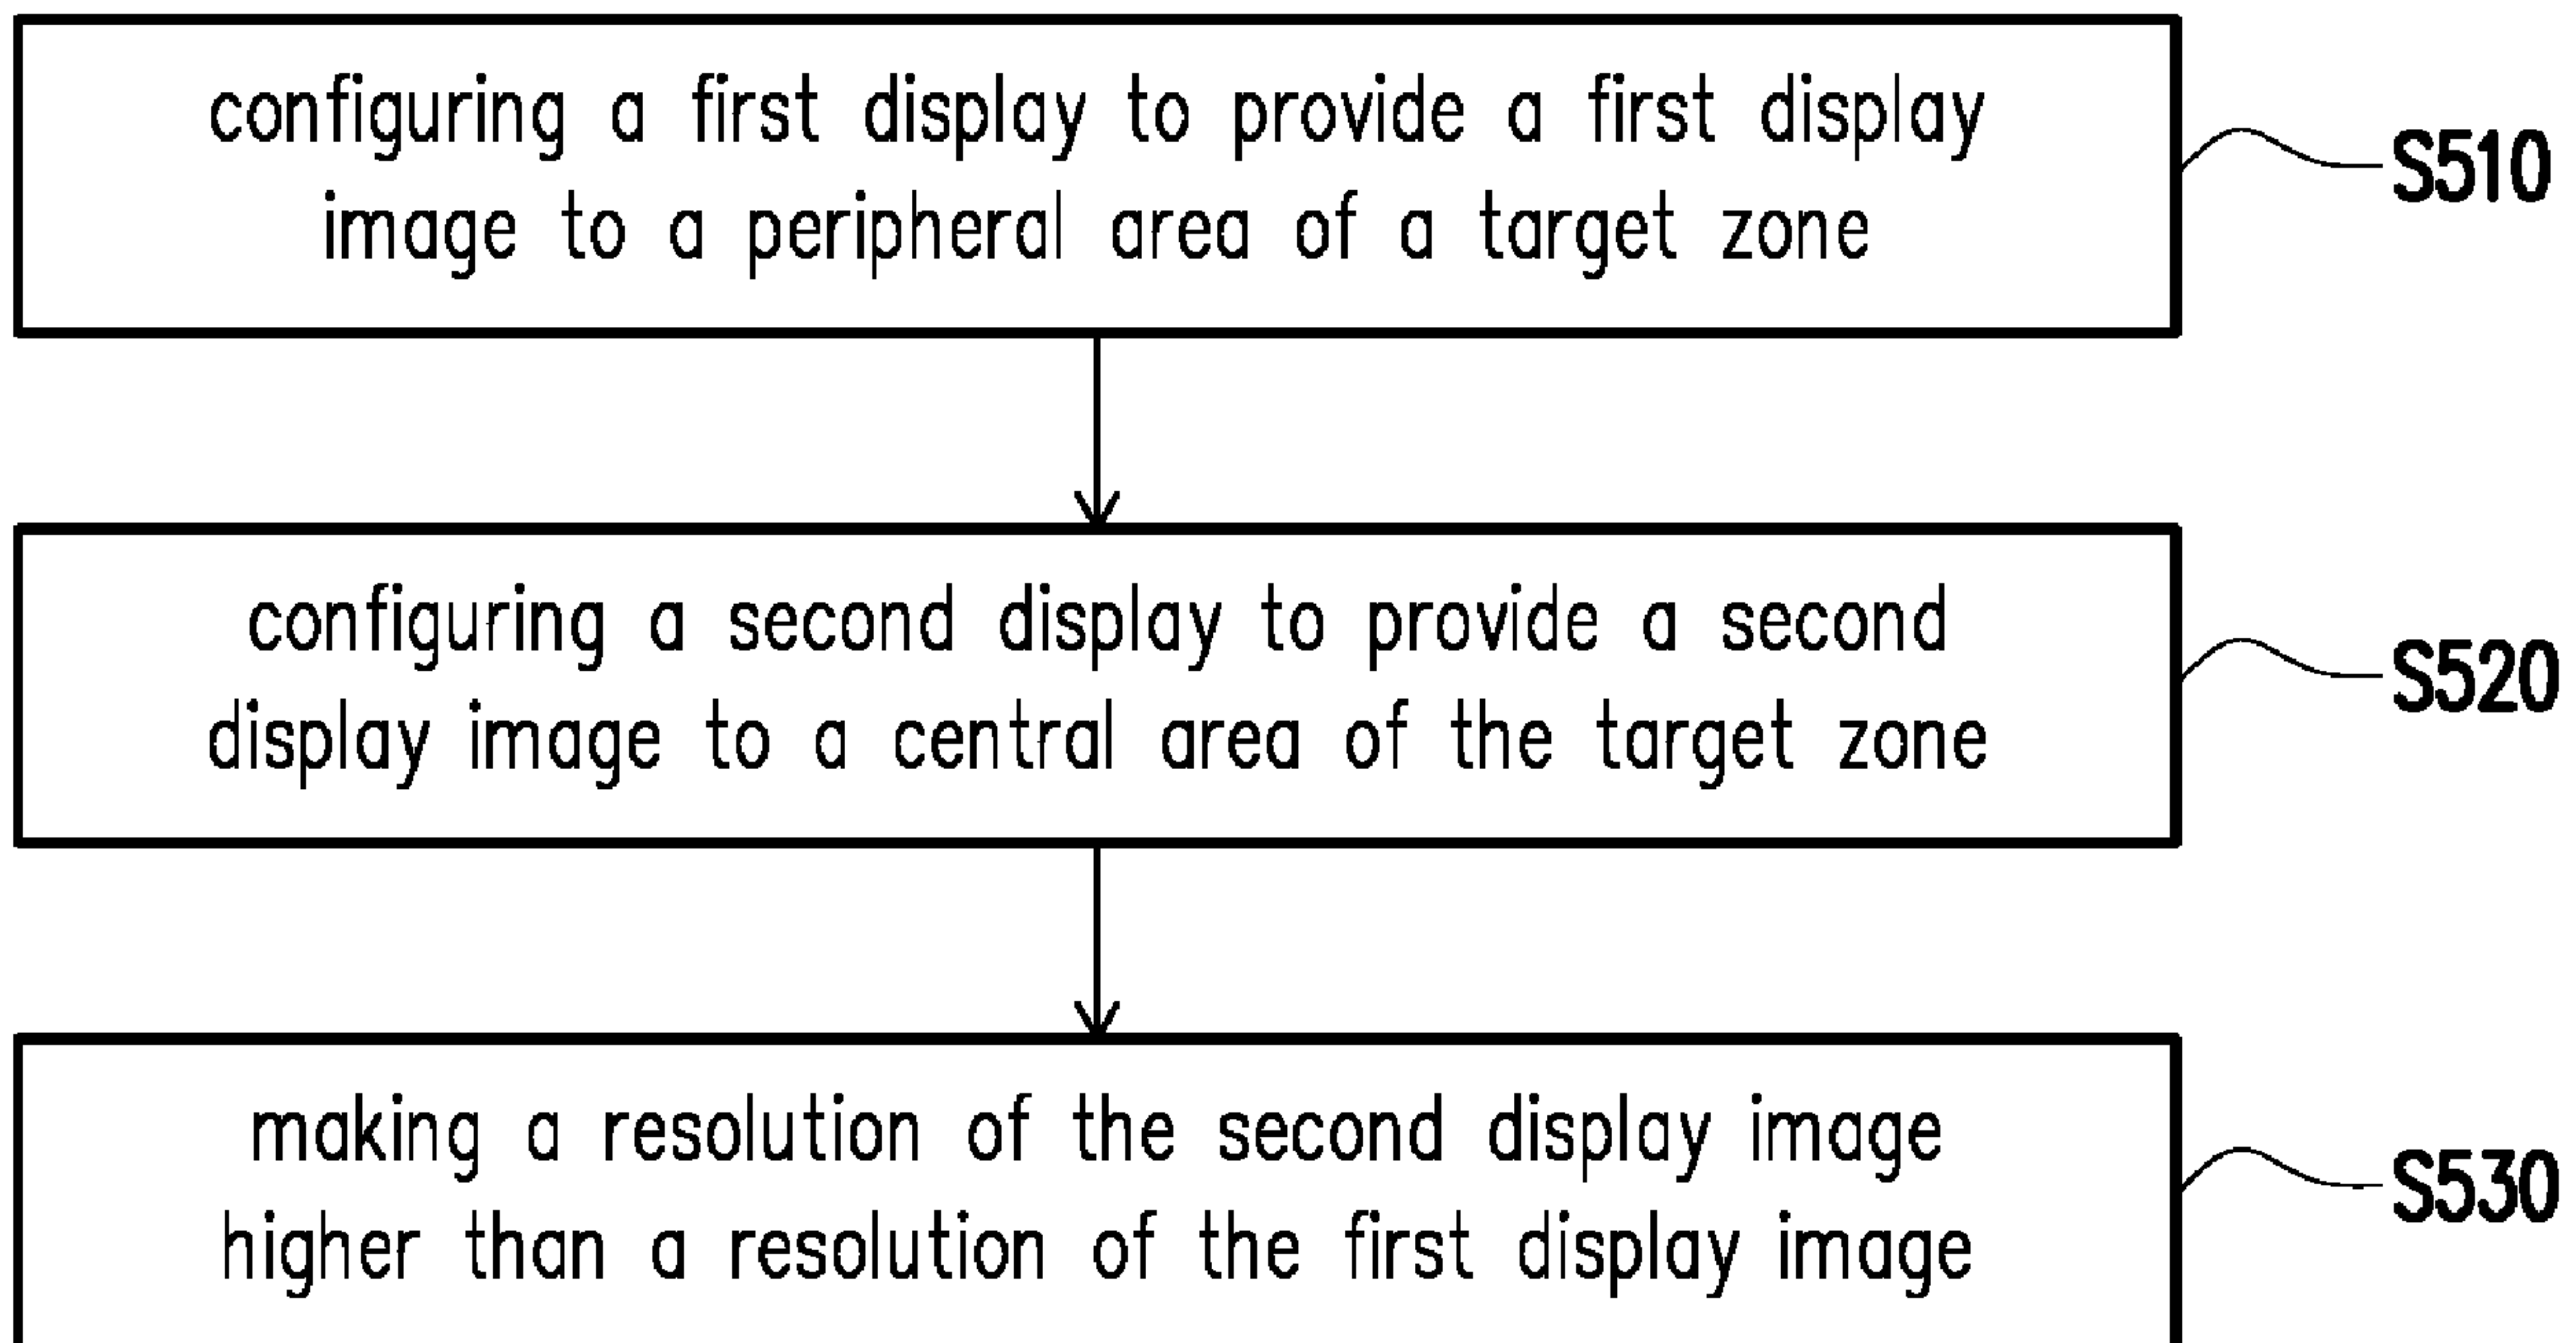 configuring a first display to provide a first display
image to a peripheral area of a target zone
S510
configuring a second display to provide a second
display image to a central area of the target zone
S520
making a resolution of the second display image
higher than a resolution of the first display image
S530